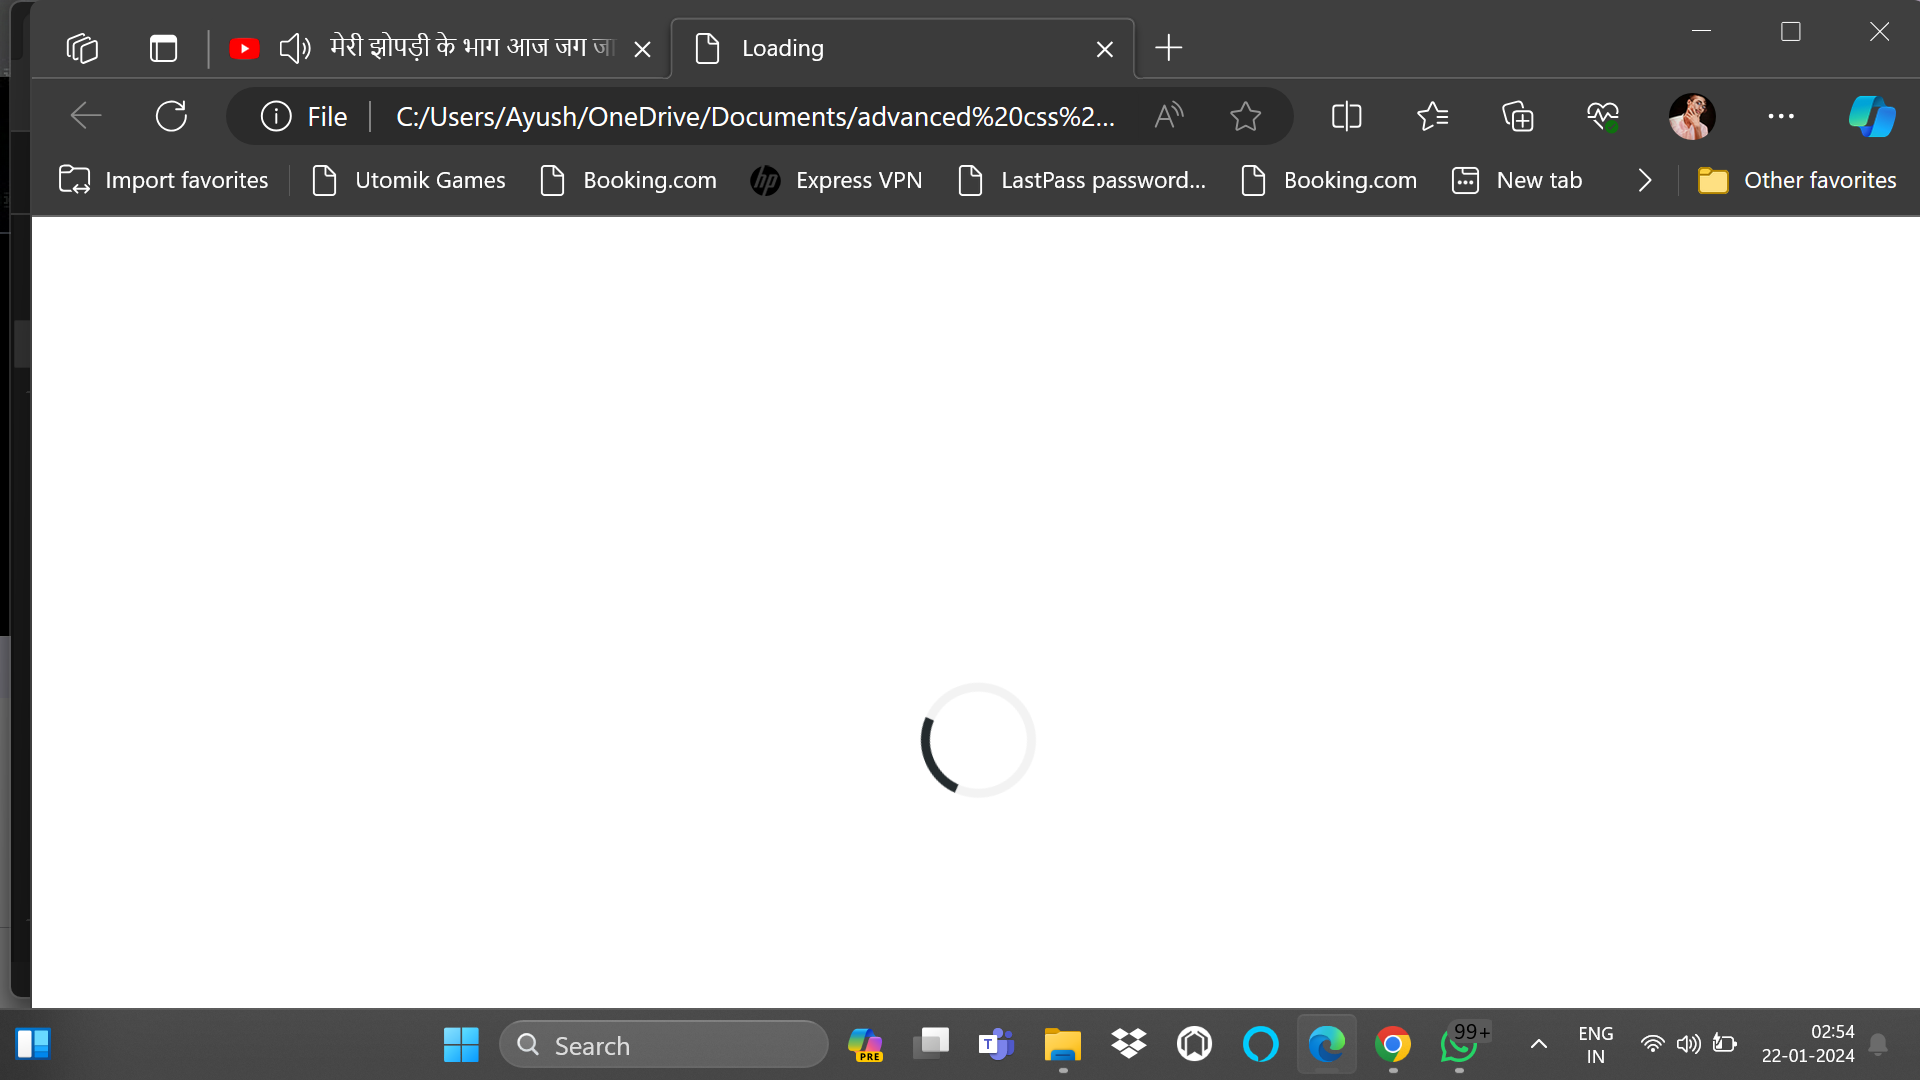 मेरी झोपड़ी के भाग आज जग
Loading
File
C:/Users/Ayush/OneDrive/Documents/advanced%20css%2...
Import favorites
Utomik Games
Booking.com
Express VPN
LastPass password...
Booking.com
New tab
Other favorites
Search
PRE
99+
ENG
IN
02:54
22-01-2024